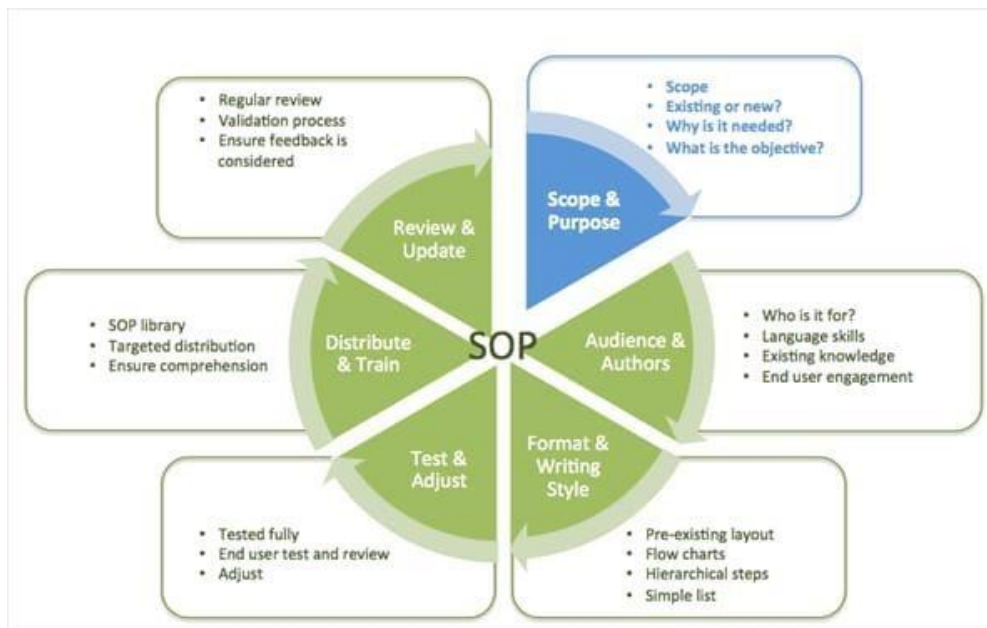 • Scope
• Existing or new?
• Why is it needed?
• What is the objective?
Scope &
Purpose
• Who is it for?
• Language skills
• Existing knowledge
• End user engagement
Audience &
Authors
• Pre-existing layout
• Flow charts
• Hierarchical steps
• Simple list
Format &
Writing
Style
• Tested fully
• End user test and review
• Adjust
Test &
Adjust
• SOP library
• Targeted distribution
• Ensure comprehension
Distribute
& Train
• Regular review
• Validation process
• Ensure feedback is
considered
Review &
Update
SOP